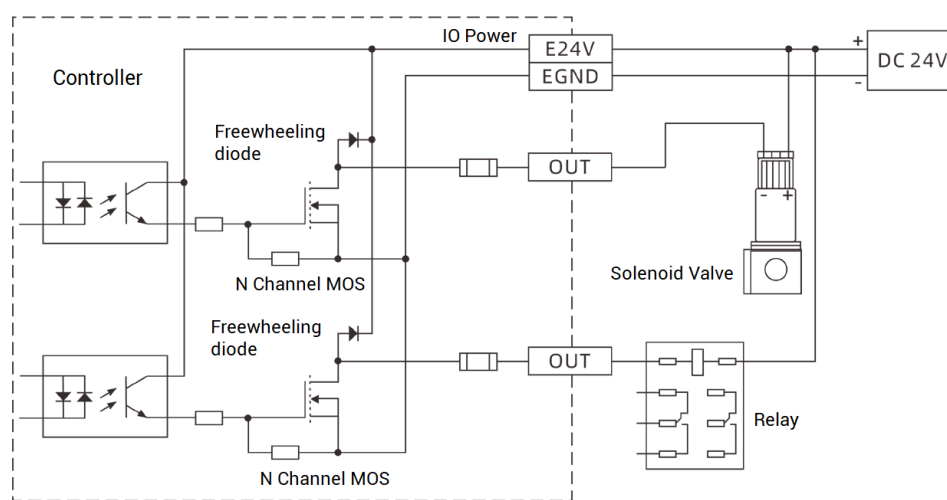 IO Power
E24V
+
DC 24V
Controller
EGND
-
Freewheeling
diode
OUT
- +
Solenoid Valve
N Channel MOS
Freewheeling
diode
OUT
Relay
N Channel MOS